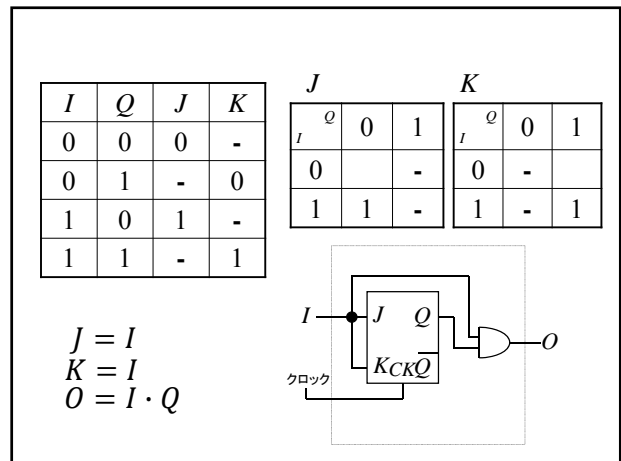 I Q J K
0 0 0 -
0 1 - 0
1 0 1 -
1 1 - 1
J
Q
I 0 1
0 -
1 1 -
K
Q
I 0 1
0 -
1 - 1
J = I
K = I
O = I · Q
I J Q O
K CK Q̅
クロック